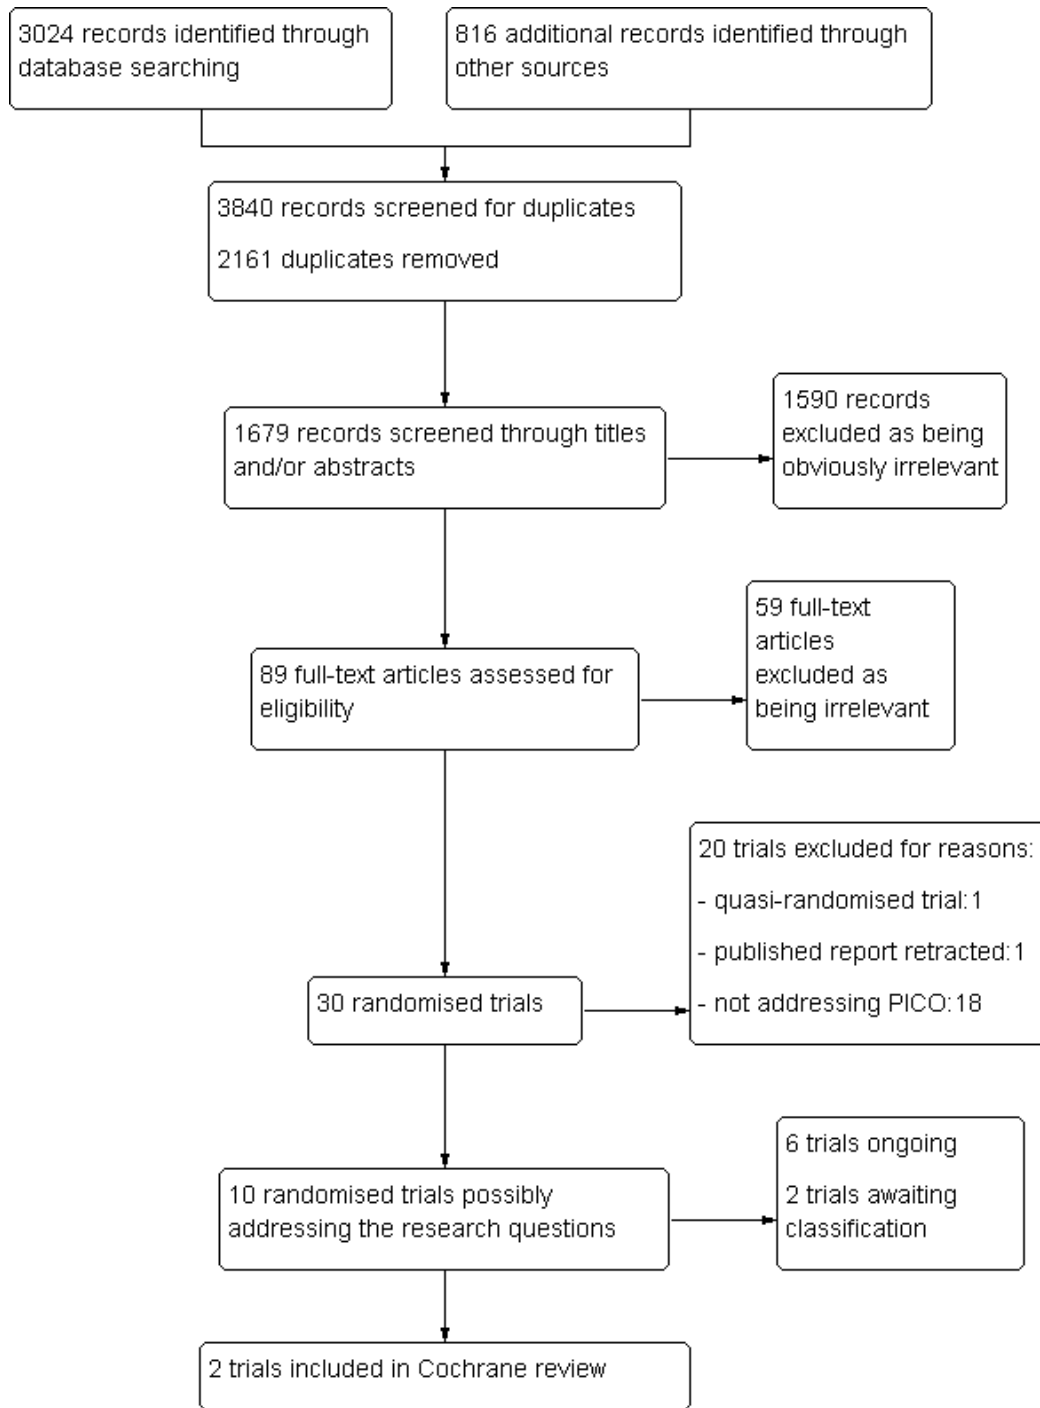 3024 records identified through
database searching
816 additional records identified through
other sources
3840 records screened for duplicates
2161 duplicates removed
1679 records screened through titles
and/or abstracts
1590 records
excluded as being
obviously irrelevant
89 full-text articles assessed for
eligibility
59 full-text
articles
excluded as
being irrelevant
30 randomised trials
20 trials excluded for reasons:
- quasi-randomised trial:1
- published report retracted:1
- not addressing PICO:18
10 randomised trials possibly
addressing the research questions
6 trials ongoing
2 trials awaiting
classification
2 trials included in Cochrane review